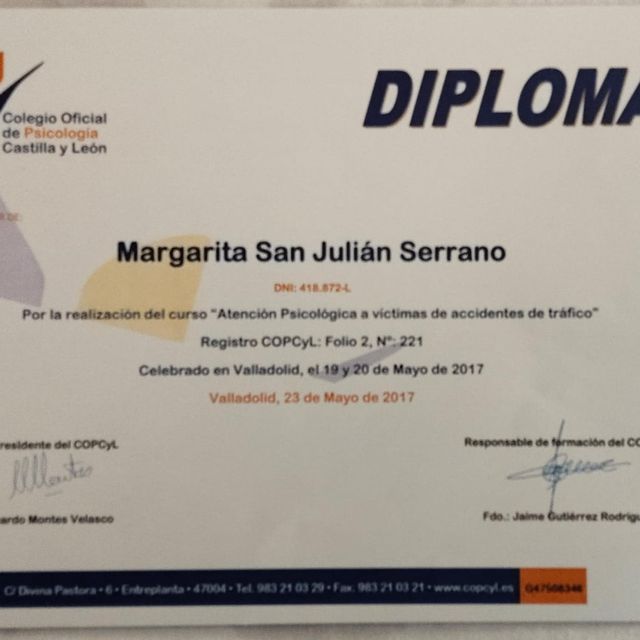 Colegio Oficial
de Psicología
Castilla y León
DIPLOMA
DE:
Margarita San Julián Serrano
DNI: 418.872-L
Por la realización del curso "Atención Psicológica a víctimas de accidentes de tráfico"
Registro COPCyL: Folio 2, Nº: 221
Celebrado en Valladolid, el 19 y 20 de Mayo de 2017
Valladolid, 23 de Mayo de 2017
residente del COPCyL
Responsable de formación del CO
ardo Montes Velasco
Fdo.: Jaime Gutiérrez Rodrígu
C/ Divina Pastora • 6 • Entreplanta • 47004 • Tel. 983 21 03 29 • Fax. 983 21 03 21 • www.copcyl.es